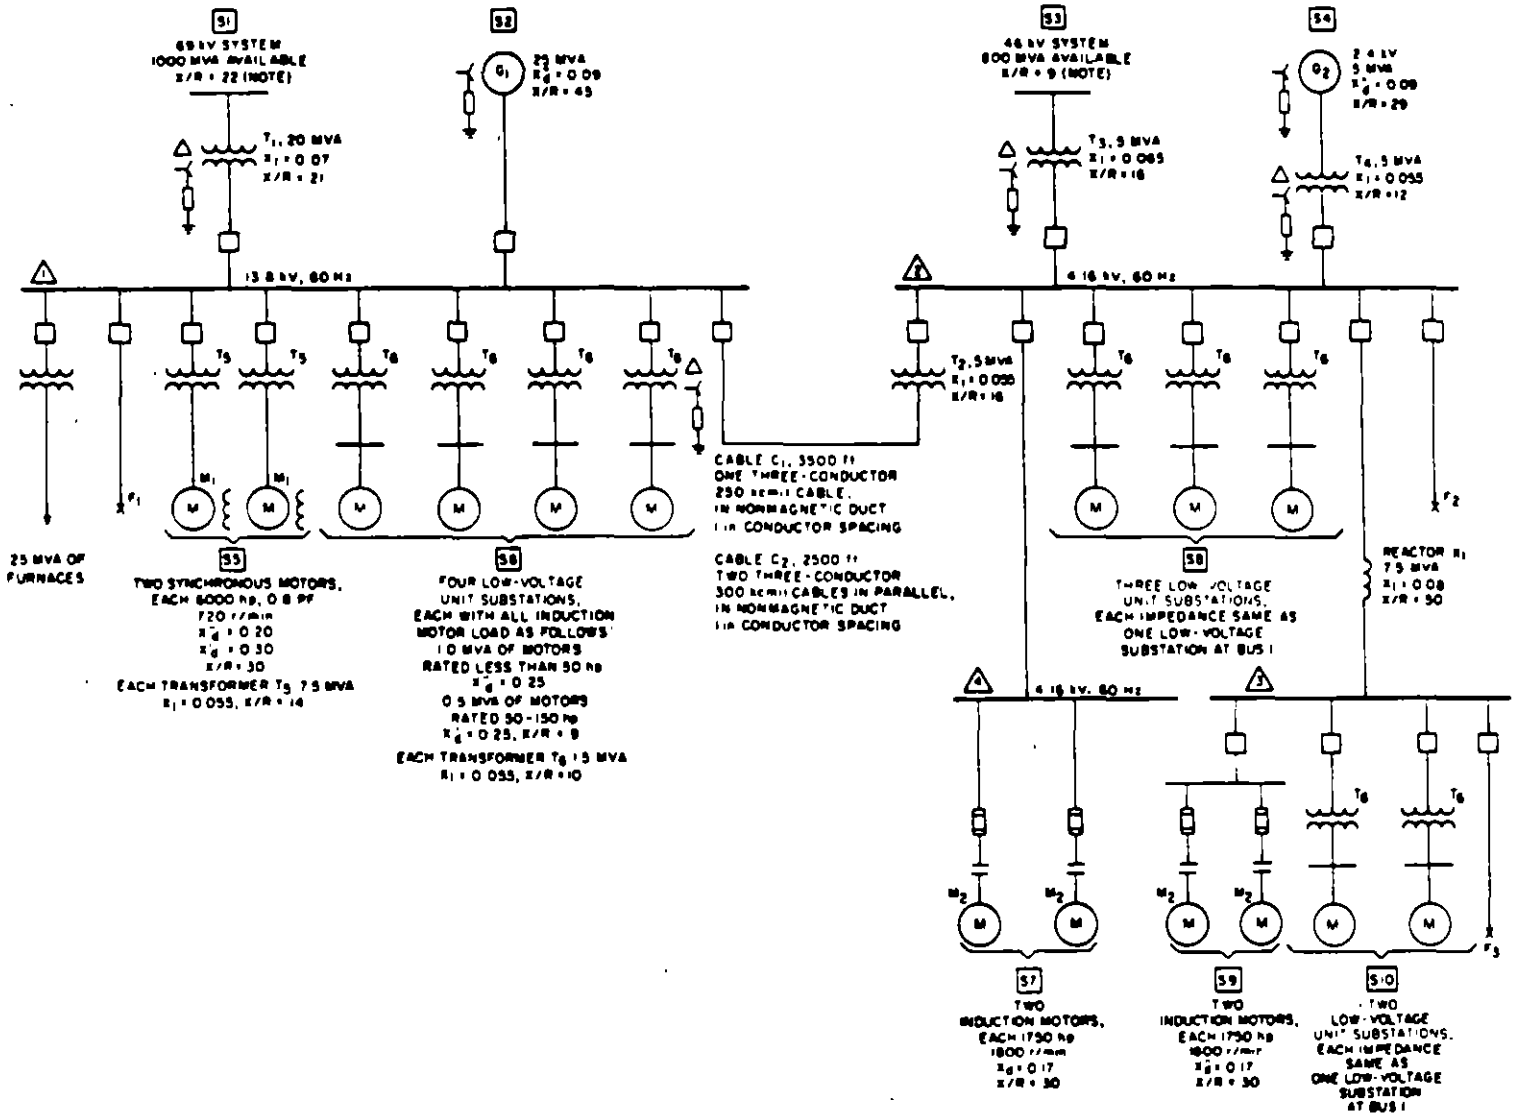 S1
69 kV SYSTEM
1000 MVA AVAILABLE
X/R = 22 (NOTE)
S2
G1
25 MVA
X"d = 0.09
X/R = 45
S3
46 kV SYSTEM
800 MVA AVAILABLE
X/R = 9 (NOTE)
S4
G2
2.4 kV
5 MVA
X"d = 0.09
X/R = 29
T1, 20 MVA
X1 = 0.07
X/R = 21
T3, 5 MVA
X1 = 0.065
X/R = 16
T4, 5 MVA
X1 = 0.055
X/R = 12
1
13.8 kV, 60 Hz
2
4.16 kV, 60 Hz
T5
T5
T6
T6
T6
T6
T2, 5 MVA
X1 = 0.055
X/R = 16
T6
T6
T6
25 MVA OF
FURNACES
F1
M1
M
M1
M
M
M
M
M
CABLE C1, 3500 ft
ONE THREE-CONDUCTOR
250 kcmil CABLE,
IN NONMAGNETIC DUCT
1 in CONDUCTOR SPACING
CABLE C2, 2500 ft
TWO THREE-CONDUCTOR
300 kcmil CABLES IN PARALLEL,
IN NONMAGNETIC DUCT
1 in CONDUCTOR SPACING
M
M
M
F2
S5
TWO SYNCHRONOUS MOTORS,
EACH 6000 hp, 0.8 PF
720 r/min
X"d = 0.20
X'd = 0.30
X/R = 30
EACH TRANSFORMER T5 7.5 MVA
X1 = 0.055, X/R = 14
S6
FOUR LOW-VOLTAGE
UNIT SUBSTATIONS,
EACH WITH ALL INDUCTION
MOTOR LOAD AS FOLLOWS:
1.0 MVA OF MOTORS
RATED LESS THAN 50 hp
X"d = 0.25
0.5 MVA OF MOTORS
RATED 50-150 hp
X"d = 0.25, X/R = 9
EACH TRANSFORMER T6 1.5 MVA
X1 = 0.055, X/R = 10
S8
THREE LOW-VOLTAGE
UNIT SUBSTATIONS,
EACH IMPEDANCE SAME AS
ONE LOW-VOLTAGE
SUBSTATION AT BUS 1
REACTOR X1
7.5 MVA
X1 = 0.08
X/R = 50
4
4.16 kV, 60 Hz
3
T6
T6
M2
M
M2
M
M2
M
M2
M
M
M
F3
S7
TWO
INDUCTION MOTORS,
EACH 1750 hp
1800 r/min
X"d = 0.17
X/R = 30
S9
TWO
INDUCTION MOTORS,
EACH 1750 hp
1800 r/min
X"d = 0.17
X/R = 30
S10
TWO
LOW-VOLTAGE
UNIT SUBSTATIONS,
EACH IMPEDANCE
SAME AS
ONE LOW-VOLTAGE
SUBSTATION
AT BUS 1